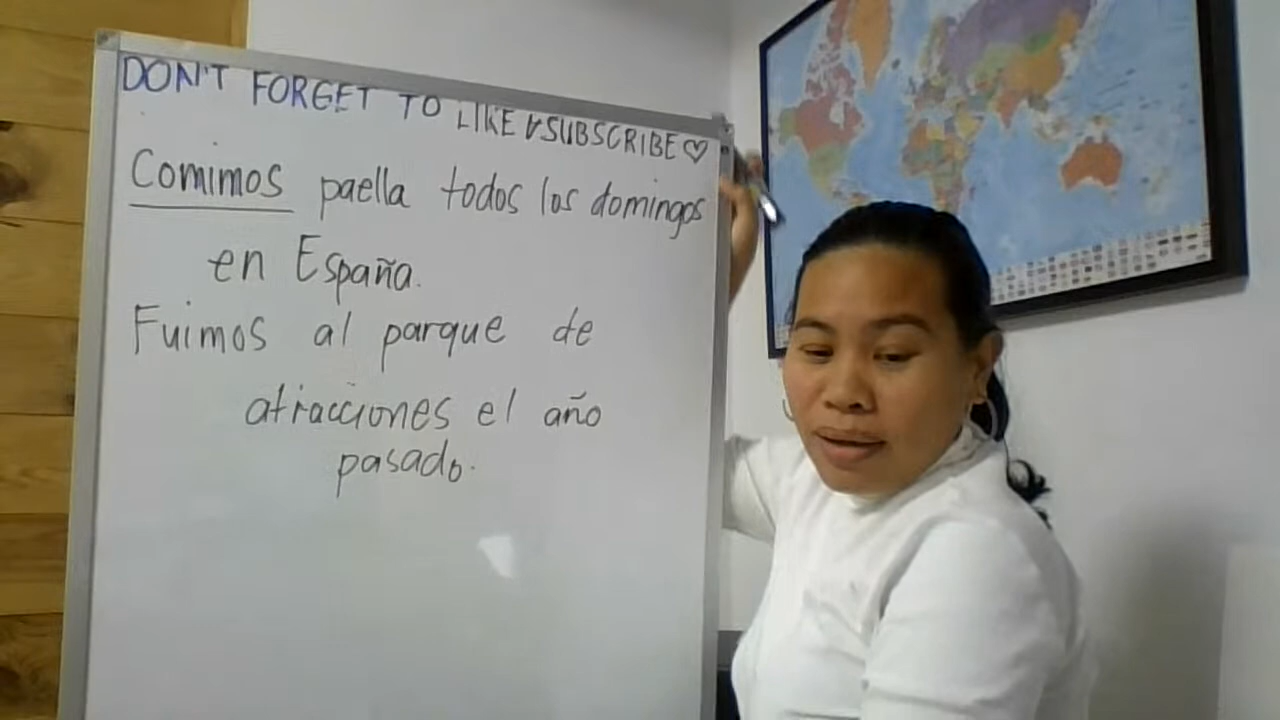 DON'T FORGET TO LIKE & SUBSCRIBE ♡
Comimos paella todos los domingos
en España.
Fuimos al parque de
atracciones el año
pasado.